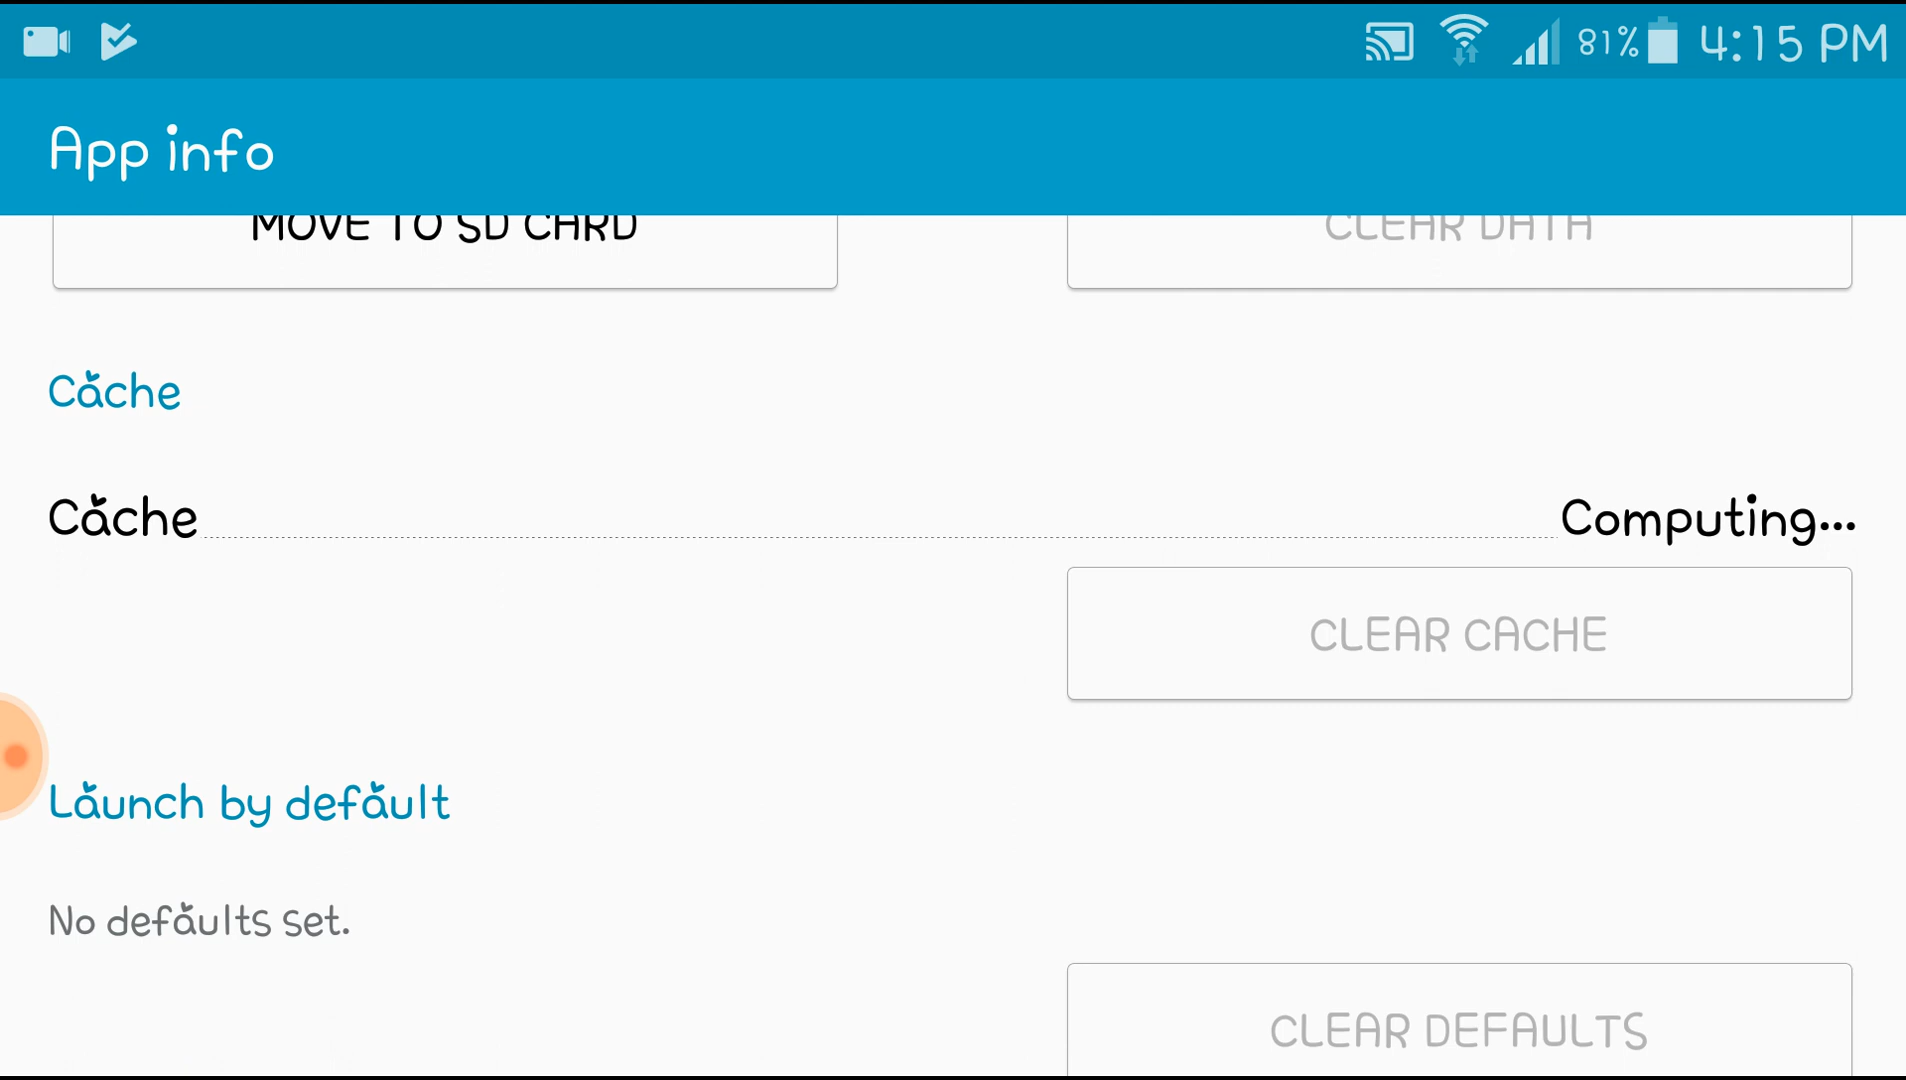 81% 4:15 PM
App info
MOVE TO SD CARD CLEAR DATA
Cache
Cache Computing...
CLEAR CACHE
Launch by default
No defaults set.
CLEAR DEFAULTS